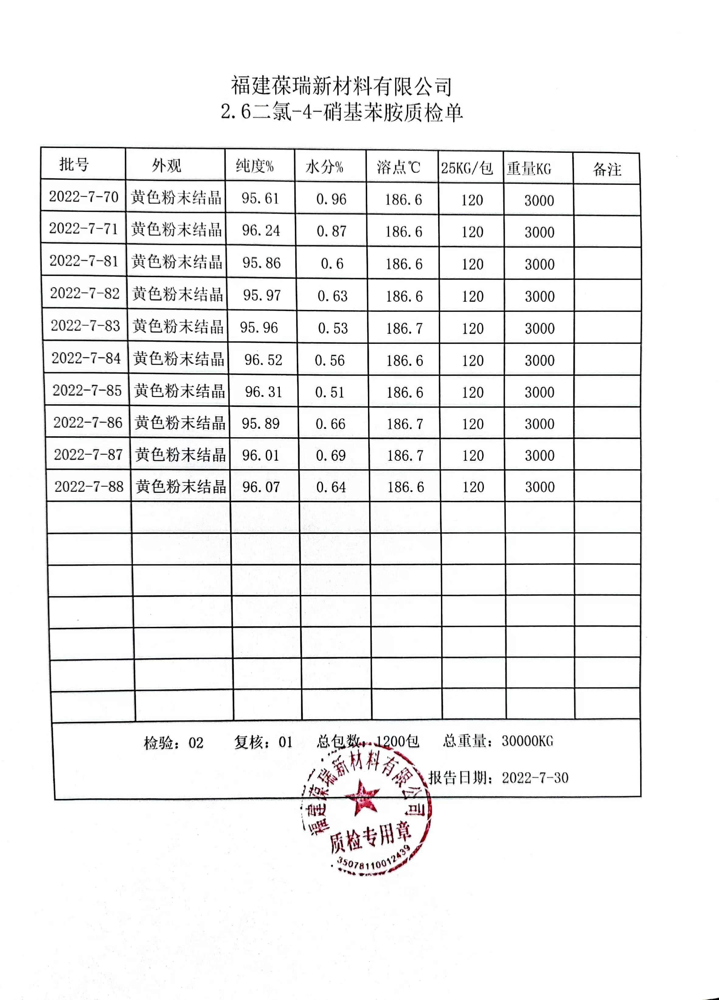 福建葆瑞新材料有限公司
2.6二氯-4-硝基苯胺质检单
批号 外观 纯度% 水分% 溶点℃ 25KG/包 重量KG 备注
2022-7-70 黄色粉末结晶 95.61 0.96 186.6 120 3000
2022-7-71 黄色粉末结晶 96.24 0.87 186.6 120 3000
2022-7-81 黄色粉末结晶 95.86 0.6 186.6 120 3000
2022-7-82 黄色粉末结晶 95.97 0.63 186.6 120 3000
2022-7-83 黄色粉末结晶 95.96 0.53 186.7 120 3000
2022-7-84 黄色粉末结晶 96.52 0.56 186.6 120 3000
2022-7-85 黄色粉末结晶 96.31 0.51 186.6 120 3000
2022-7-86 黄色粉末结晶 95.89 0.66 186.7 120 3000
2022-7-87 黄色粉末结晶 96.01 0.69 186.7 120 3000
2022-7-88 黄色粉末结晶 96.07 0.64 186.6 120 3000
检验：02 复核：01 总包数：1200包 总重量：30000KG
报告日期：2022-7-30
福建葆瑞新材料有限公司
质检专用章
35078110012439